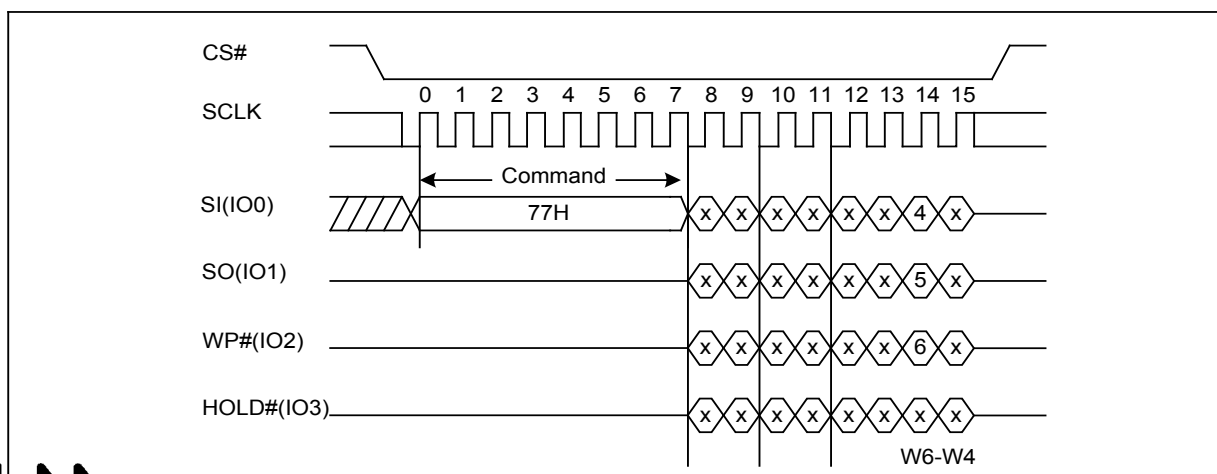 CS#
SCLK
0 1 2 3 4 5 6 7 8 9 10 11 12 13 14 15
Command
SI(IO0)
77H
x x x x x x 4 x
SO(IO1)
x x x x x x 5 x
WP#(IO2)
x x x x x x 6 x
HOLD#(IO3)
x x x x x x x x
W6-W4